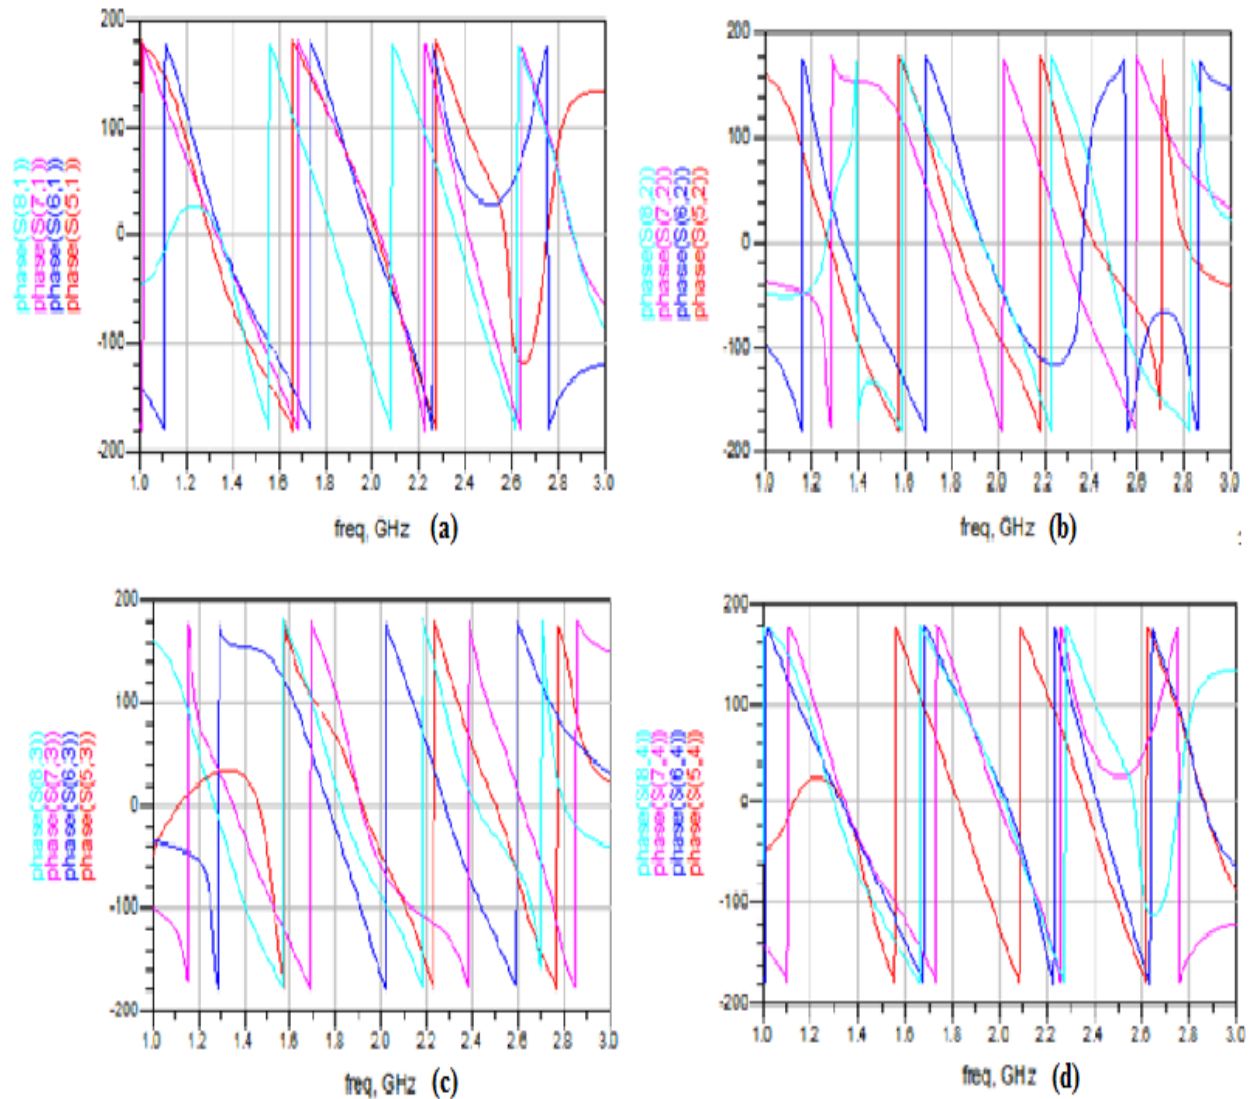 200
100
0
-100
-200
phase(S(8,1))
phase(S(7,1))
phase(S(6,1))
phase(S(5,1))
1.0 1.2 1.4 1.6 1.8 2.0 2.2 2.4 2.6 2.8 3.0
freq, GHz (a)
200
100
0
-100
-200
phase(S(8,2))
phase(S(7,2))
phase(S(6,2))
phase(S(5,2))
1.0 1.2 1.4 1.6 1.8 2.0 2.2 2.4 2.6 2.8 3.0
freq, GHz (b)
200
100
0
-100
-200
phase(S(8,3))
phase(S(7,3))
phase(S(6,3))
phase(S(5,3))
1.0 1.2 1.4 1.6 1.8 2.0 2.2 2.4 2.6 2.8 3.0
freq, GHz (c)
200
100
0
-100
-200
phase(S(8,4))
phase(S(7,4))
phase(S(6,4))
phase(S(5,4))
1.0 1.2 1.4 1.6 1.8 2.0 2.2 2.4 2.6 2.8 3.0
freq, GHz (d)